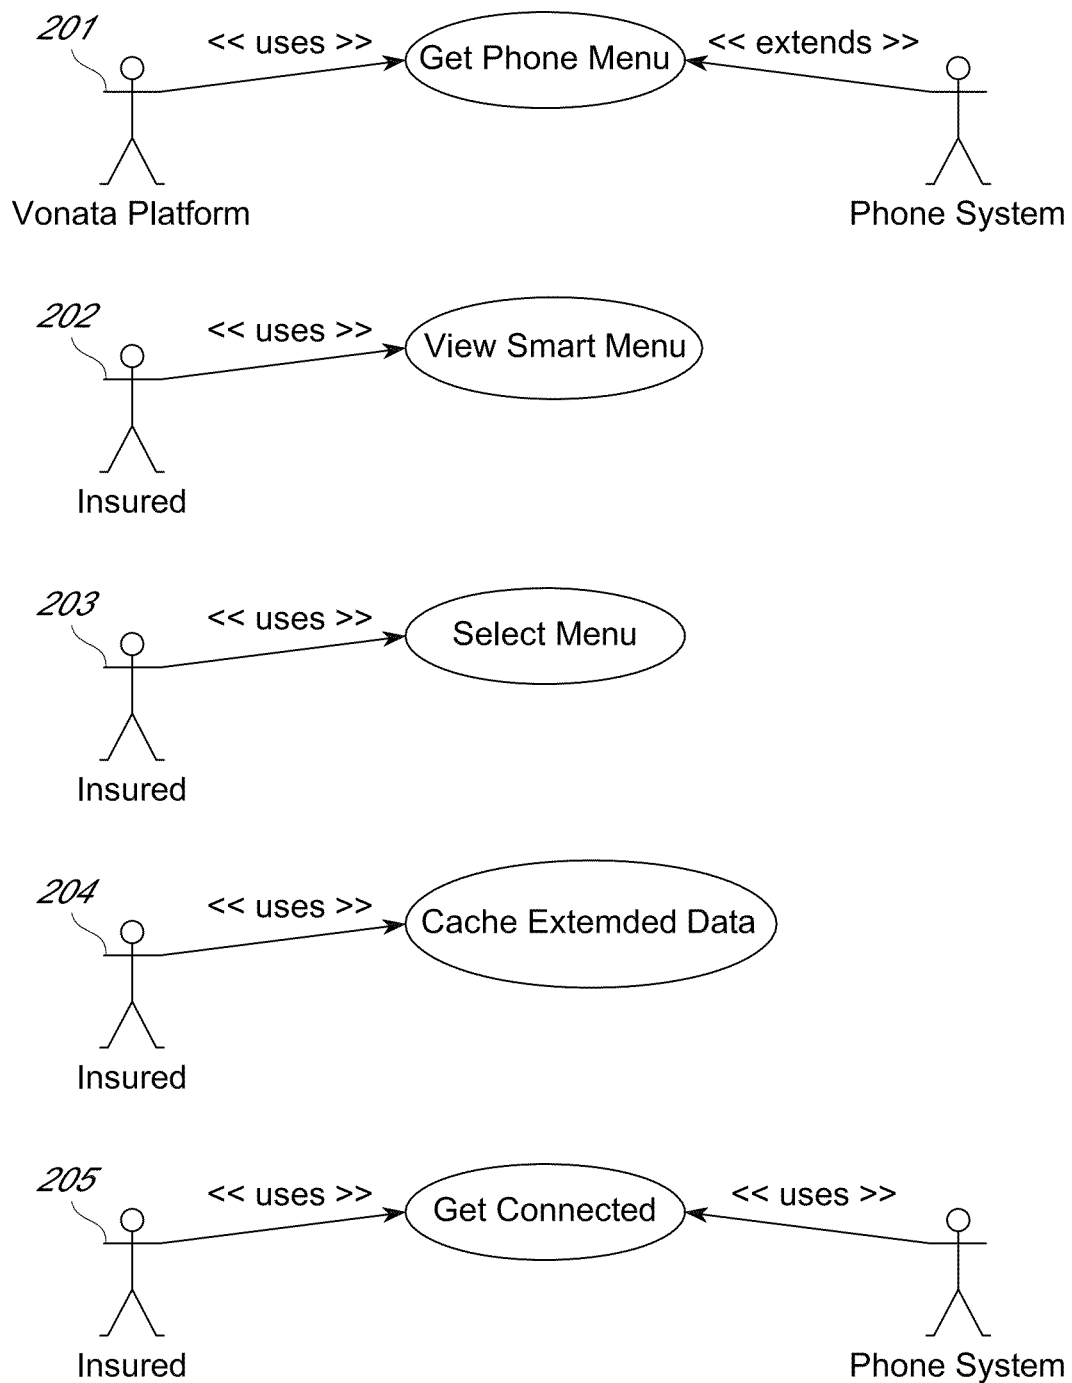 201
<< uses >>
Get Phone Menu
<< extends >>
Vonata Platform
Phone System
202
<< uses >>
View Smart Menu
Insured
203
<< uses >>
Select Menu
Insured
204
<< uses >>
Cache Extemded Data
Insured
205
<< uses >>
Get Connected
<< uses >>
Insured
Phone System